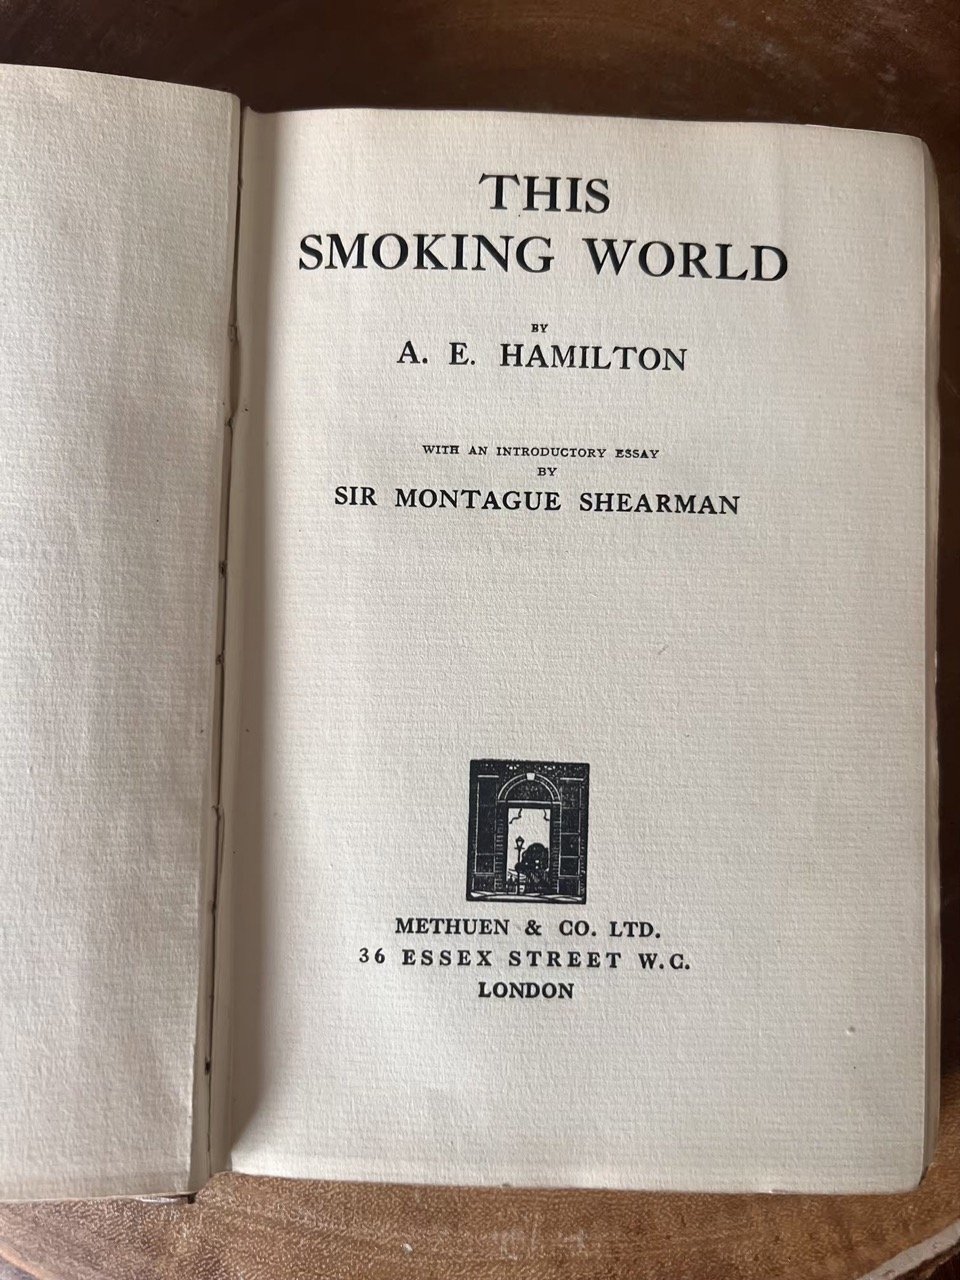 THIS
SMOKING WORLD
BY
A. E. HAMILTON
WITH AN INTRODUCTORY ESSAY
BY
SIR MONTAGUE SHEARMAN
METHUEN & CO. LTD.
36 ESSEX STREET W.C.
LONDON